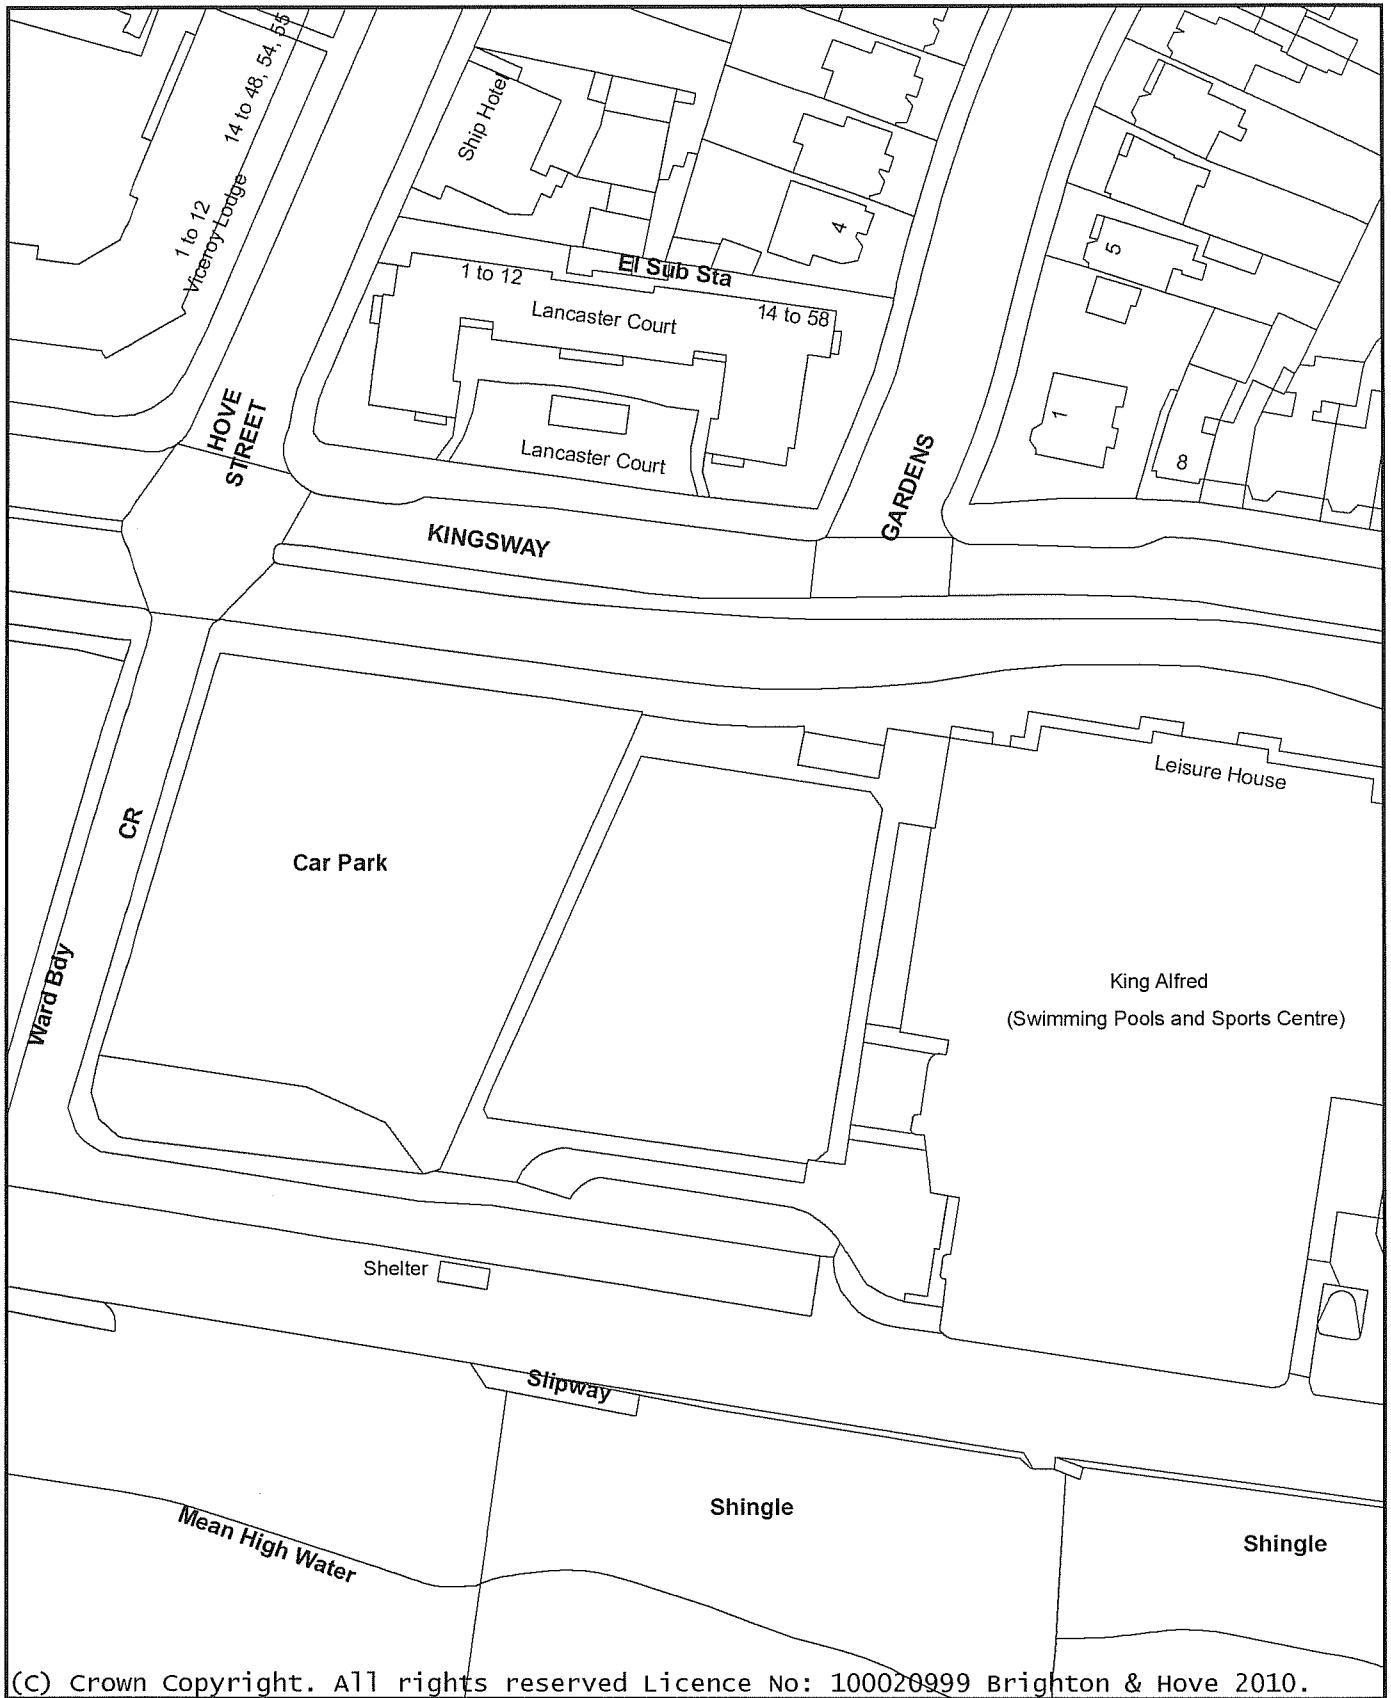 14 to 48, 54, 55
Ship Hotel
1 to 12
Viceroy Lodge
4
5
El Sub Sta
1 to 12
Lancaster Court
14 to 58
HOVE
STREET
1
8
Lancaster Court
GARDENS
KINGSWAY
Leisure House
CR
Car Park
Ward Bdy
King Alfred
(Swimming Pools and Sports Centre)
Shelter
Slipway
Shingle
Mean High Water
Shingle
(C) Crown Copyright. All rights reserved Licence No: 100020999 Brighton & Hove 2010.